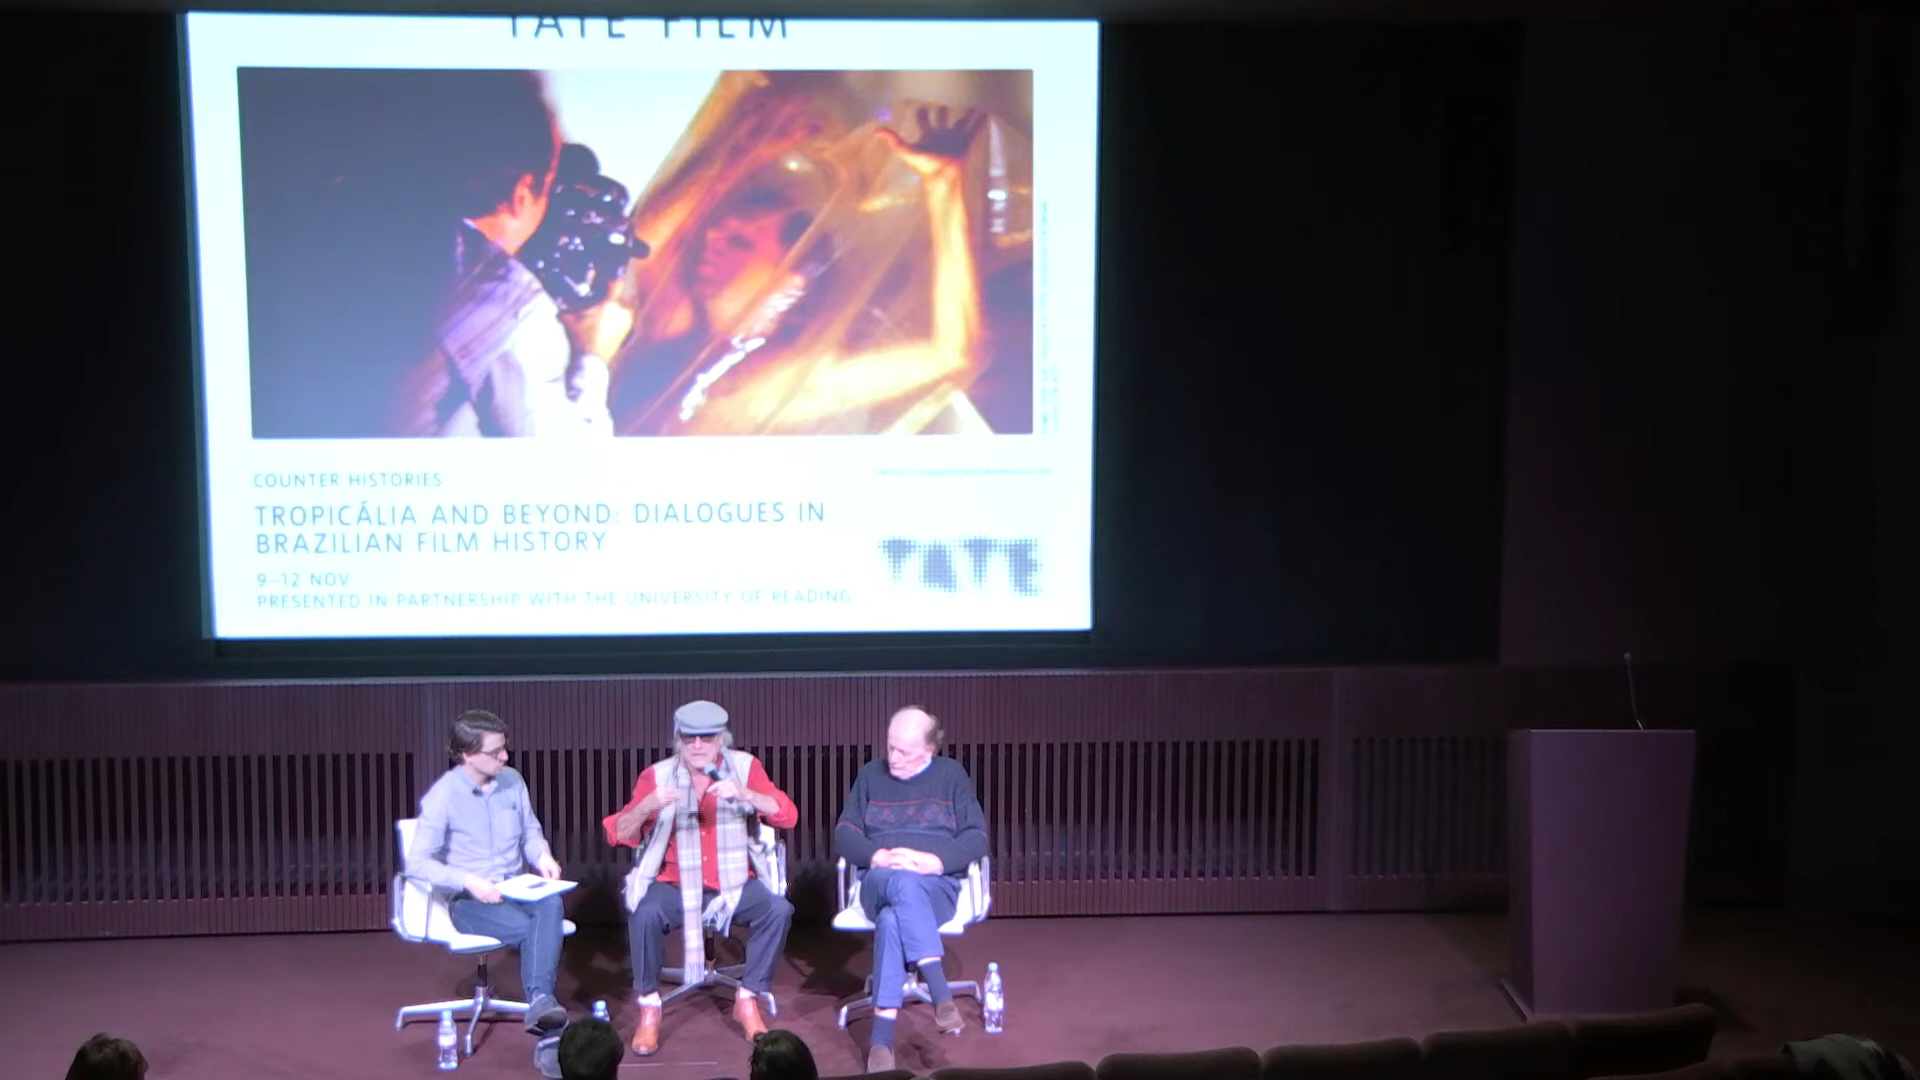 TATE FILM
COUNTER HISTORIES
TROPICÁLIA AND BEYOND: DIALOGUES IN
BRAZILIAN FILM HISTORY
9–12 NOV
PRESENTED IN PARTNERSHIP WITH THE UNIVERSITY OF READING
TATE